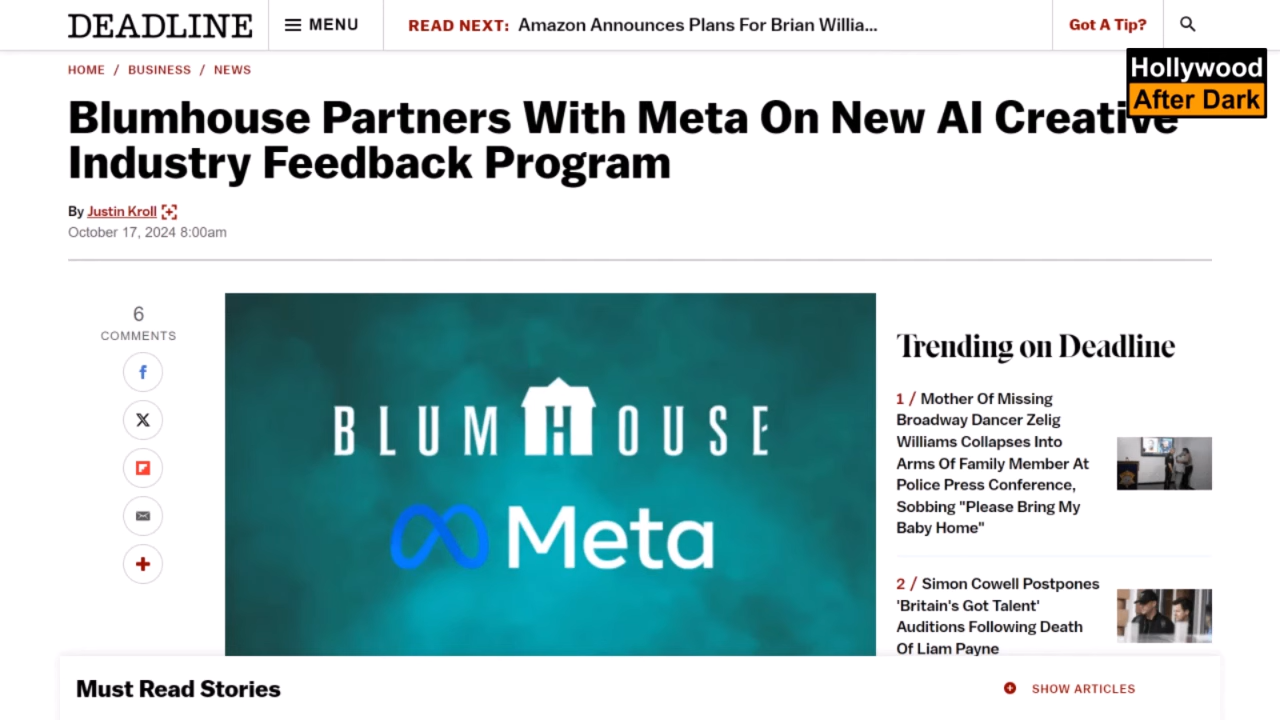 DEADLINE
MENU
READ NEXT: Amazon Announces Plans For Brian Willia...
Got A Tip?
HOME / BUSINESS / NEWS
Hollywood
After Dark
Blumhouse Partners With Meta On New AI Creative
Industry Feedback Program
By Justin Kroll
October 17, 2024 8:00am
6
COMMENTS
BLUMHOUSE
Meta
Trending on Deadline
1 / Mother Of Missing
Broadway Dancer Zelig
Williams Collapses Into
Arms Of Family Member At
Police Press Conference,
Sobbing "Please Bring My
Baby Home"
2 / Simon Cowell Postpones
'Britain's Got Talent'
Auditions Following Death
Of Liam Payne
Must Read Stories
SHOW ARTICLES